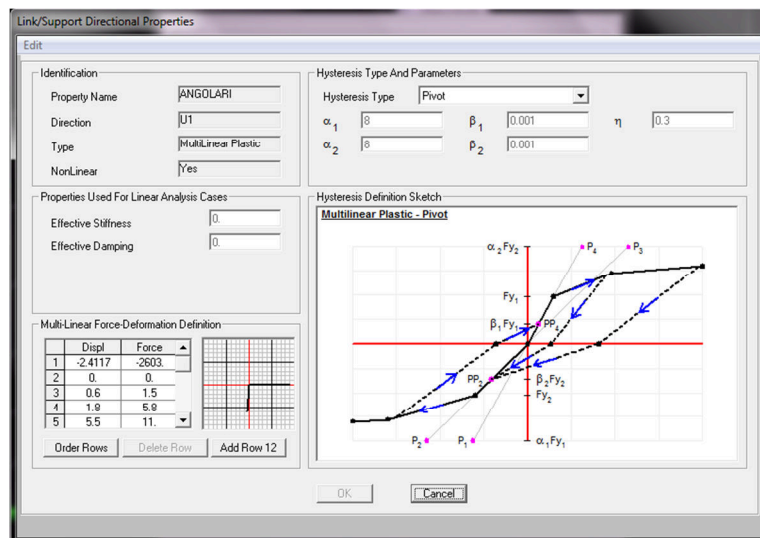 Link/Support Directional Properties
Edit
Identification
Property Name ANGOLARI
Direction U1
Type MultiLinear Plastic
NonLinear Yes
Hysteresis Type And Parameters
Hysteresis Type Pivot
α1 8 β1 0.001 η 0.3
α2 8 β2 0.001
Properties Used For Linear Analysis Cases
Effective Stiffness 0.
Effective Damping 0.
Hysteresis Definition Sketch
Multilinear Plastic - Pivot
α2Fy2 P4 P3
Fy1
β1Fy1 PP4
PP2 β2Fy2
Fy2
P2 P1 α1Fy1
Multi-Linear Force-Deformation Definition
Displ Force
1 -2.4117 -2603.
2 0. 0.
3 0.6 1.5
4 1.8 5.8
5 5.5 11.
Order Rows Delete Row Add Row 12
OK Cancel